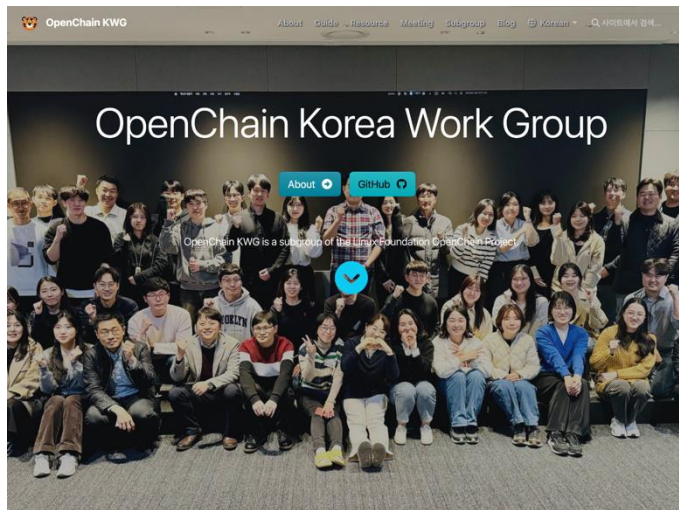 OpenChain KWG
About Guide Resource Meeting Subgroup Blog Korean 사이트에서 검색...
OpenChain Korea Work Group
About GitHub
OpenChain KWG is a subgroup of the Linux Foundation OpenChain Project